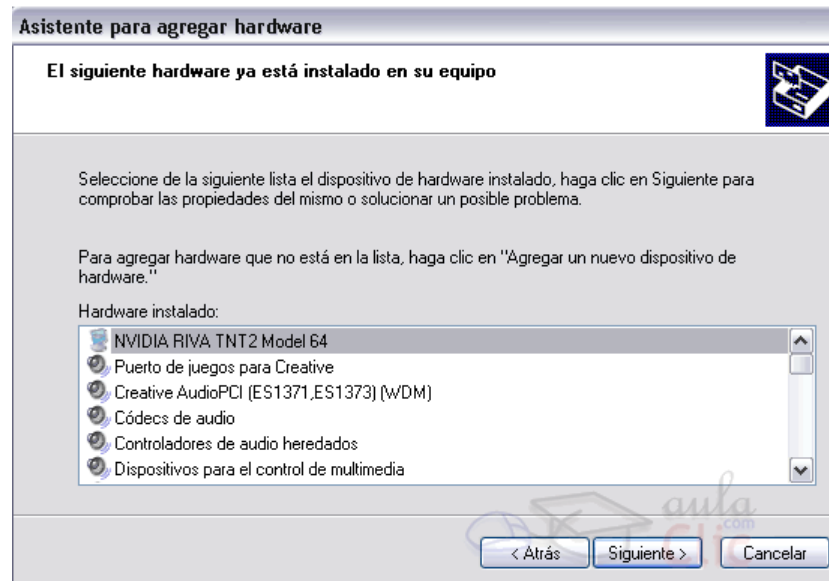 Asistente para agregar hardware
El siguiente hardware ya está instalado en su equipo
Seleccione de la siguiente lista el dispositivo de hardware instalado, haga clic en Siguiente para
comprobar las propiedades del mismo o solucionar un posible problema.
Para agregar hardware que no está en la lista, haga clic en "Agregar un nuevo dispositivo de
hardware."
Hardware instalado:
NVIDIA RIVA TNT2 Model 64
Puerto de juegos para Creative
Creative AudioPCI (ES1371,ES1373) (WDM)
Códecs de audio
Controladores de audio heredados
Dispositivos para el control de multimedia
aula
Clic
.com
< Atrás
Siguiente >
Cancelar